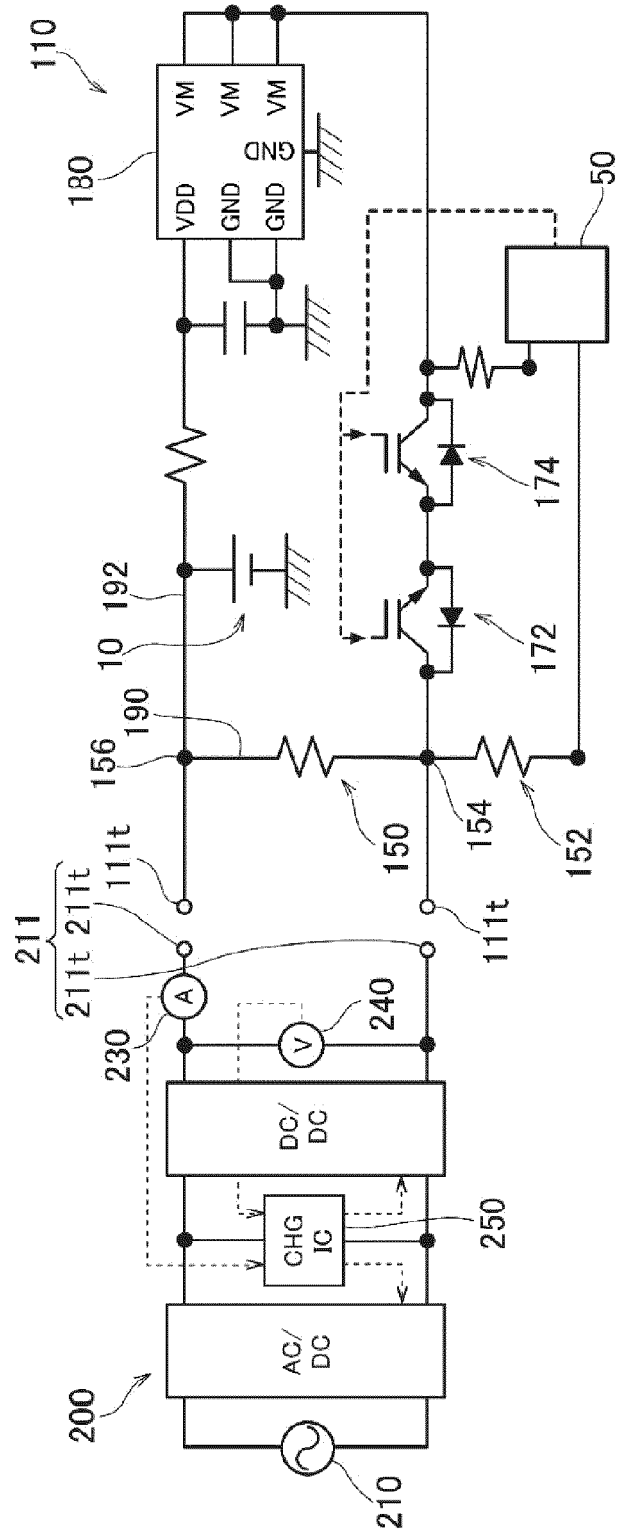 200
210
AC/
DC
CHG
IC
250
DC/
DC
230
A
V
240
211
211t
211t
111t
111t
156
190
150
154
152
10
192
172
174
50
180
110
VDD
GND
GND
GND
VM
VM
VM